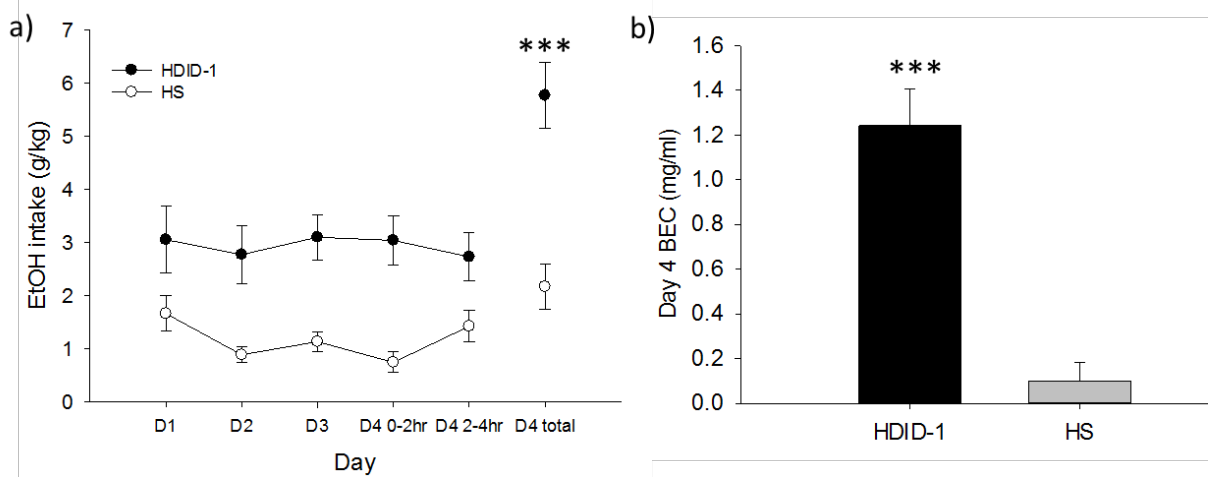 a)
7
6
5
4
3
2
1
0
EtOH intake (g/kg)
HDID-1
HS
***
D1 D2 D3 D4 0-2hr D4 2-4hr D4 total
Day
b)
1.6
1.4
1.2
1.0
0.8
0.6
0.4
0.2
0.0
Day 4 BEC (mg/ml)
***
HDID-1 HS